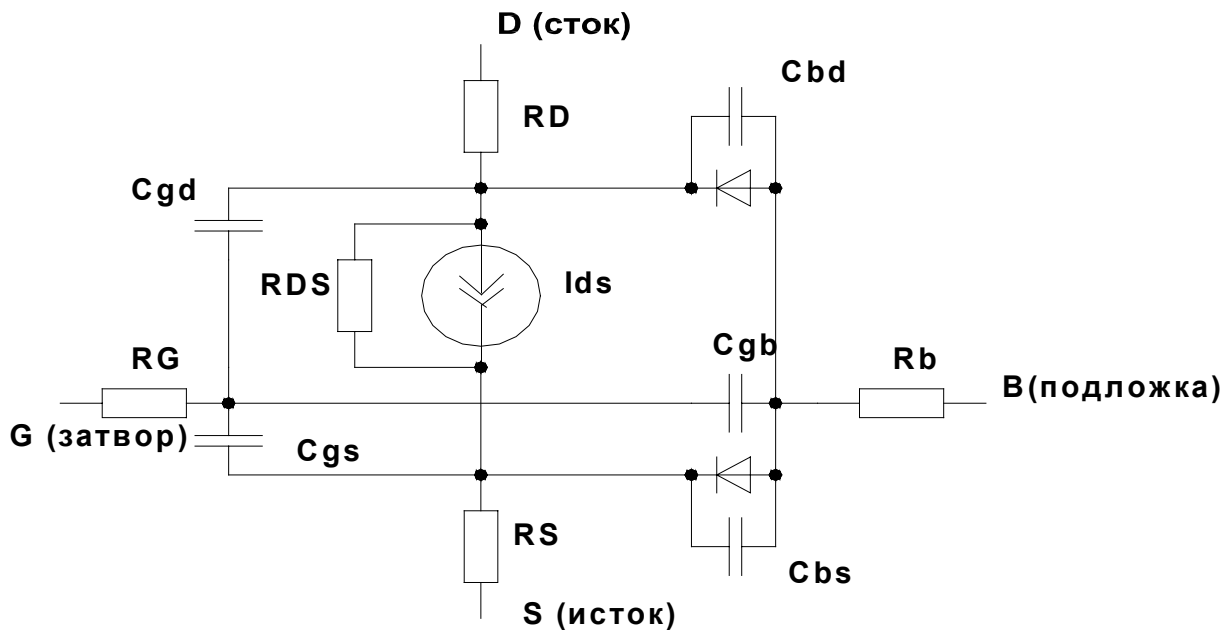 D (сток)
Cbd
RD
Cgd
RDS
Ids
Cgb
RG
Rb
B(подложка)
G (затвор)
Cgs
RS
Cbs
S (исток)